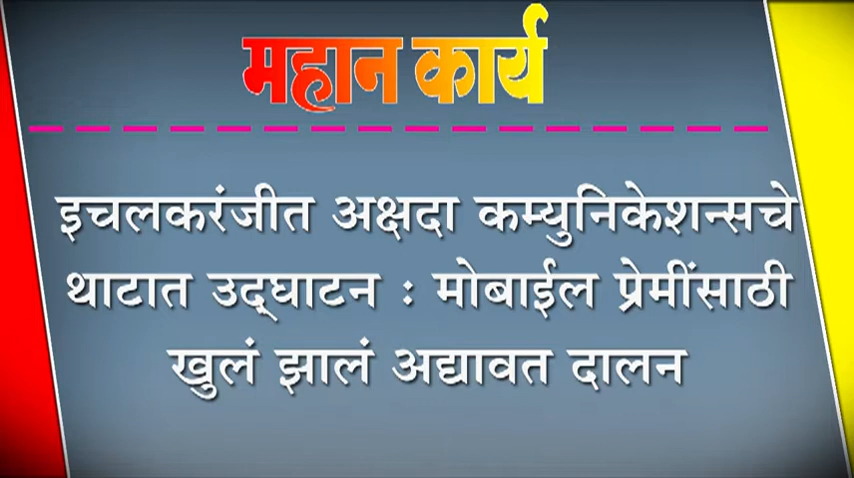 महान कार्य
इचलकरंजीत अक्षदा कम्युनिकेशन्सचे
थाटात उद्‌घाटन : मोबाईल प्रेमींसाठी
खुलं झालं अद्यावत दालन